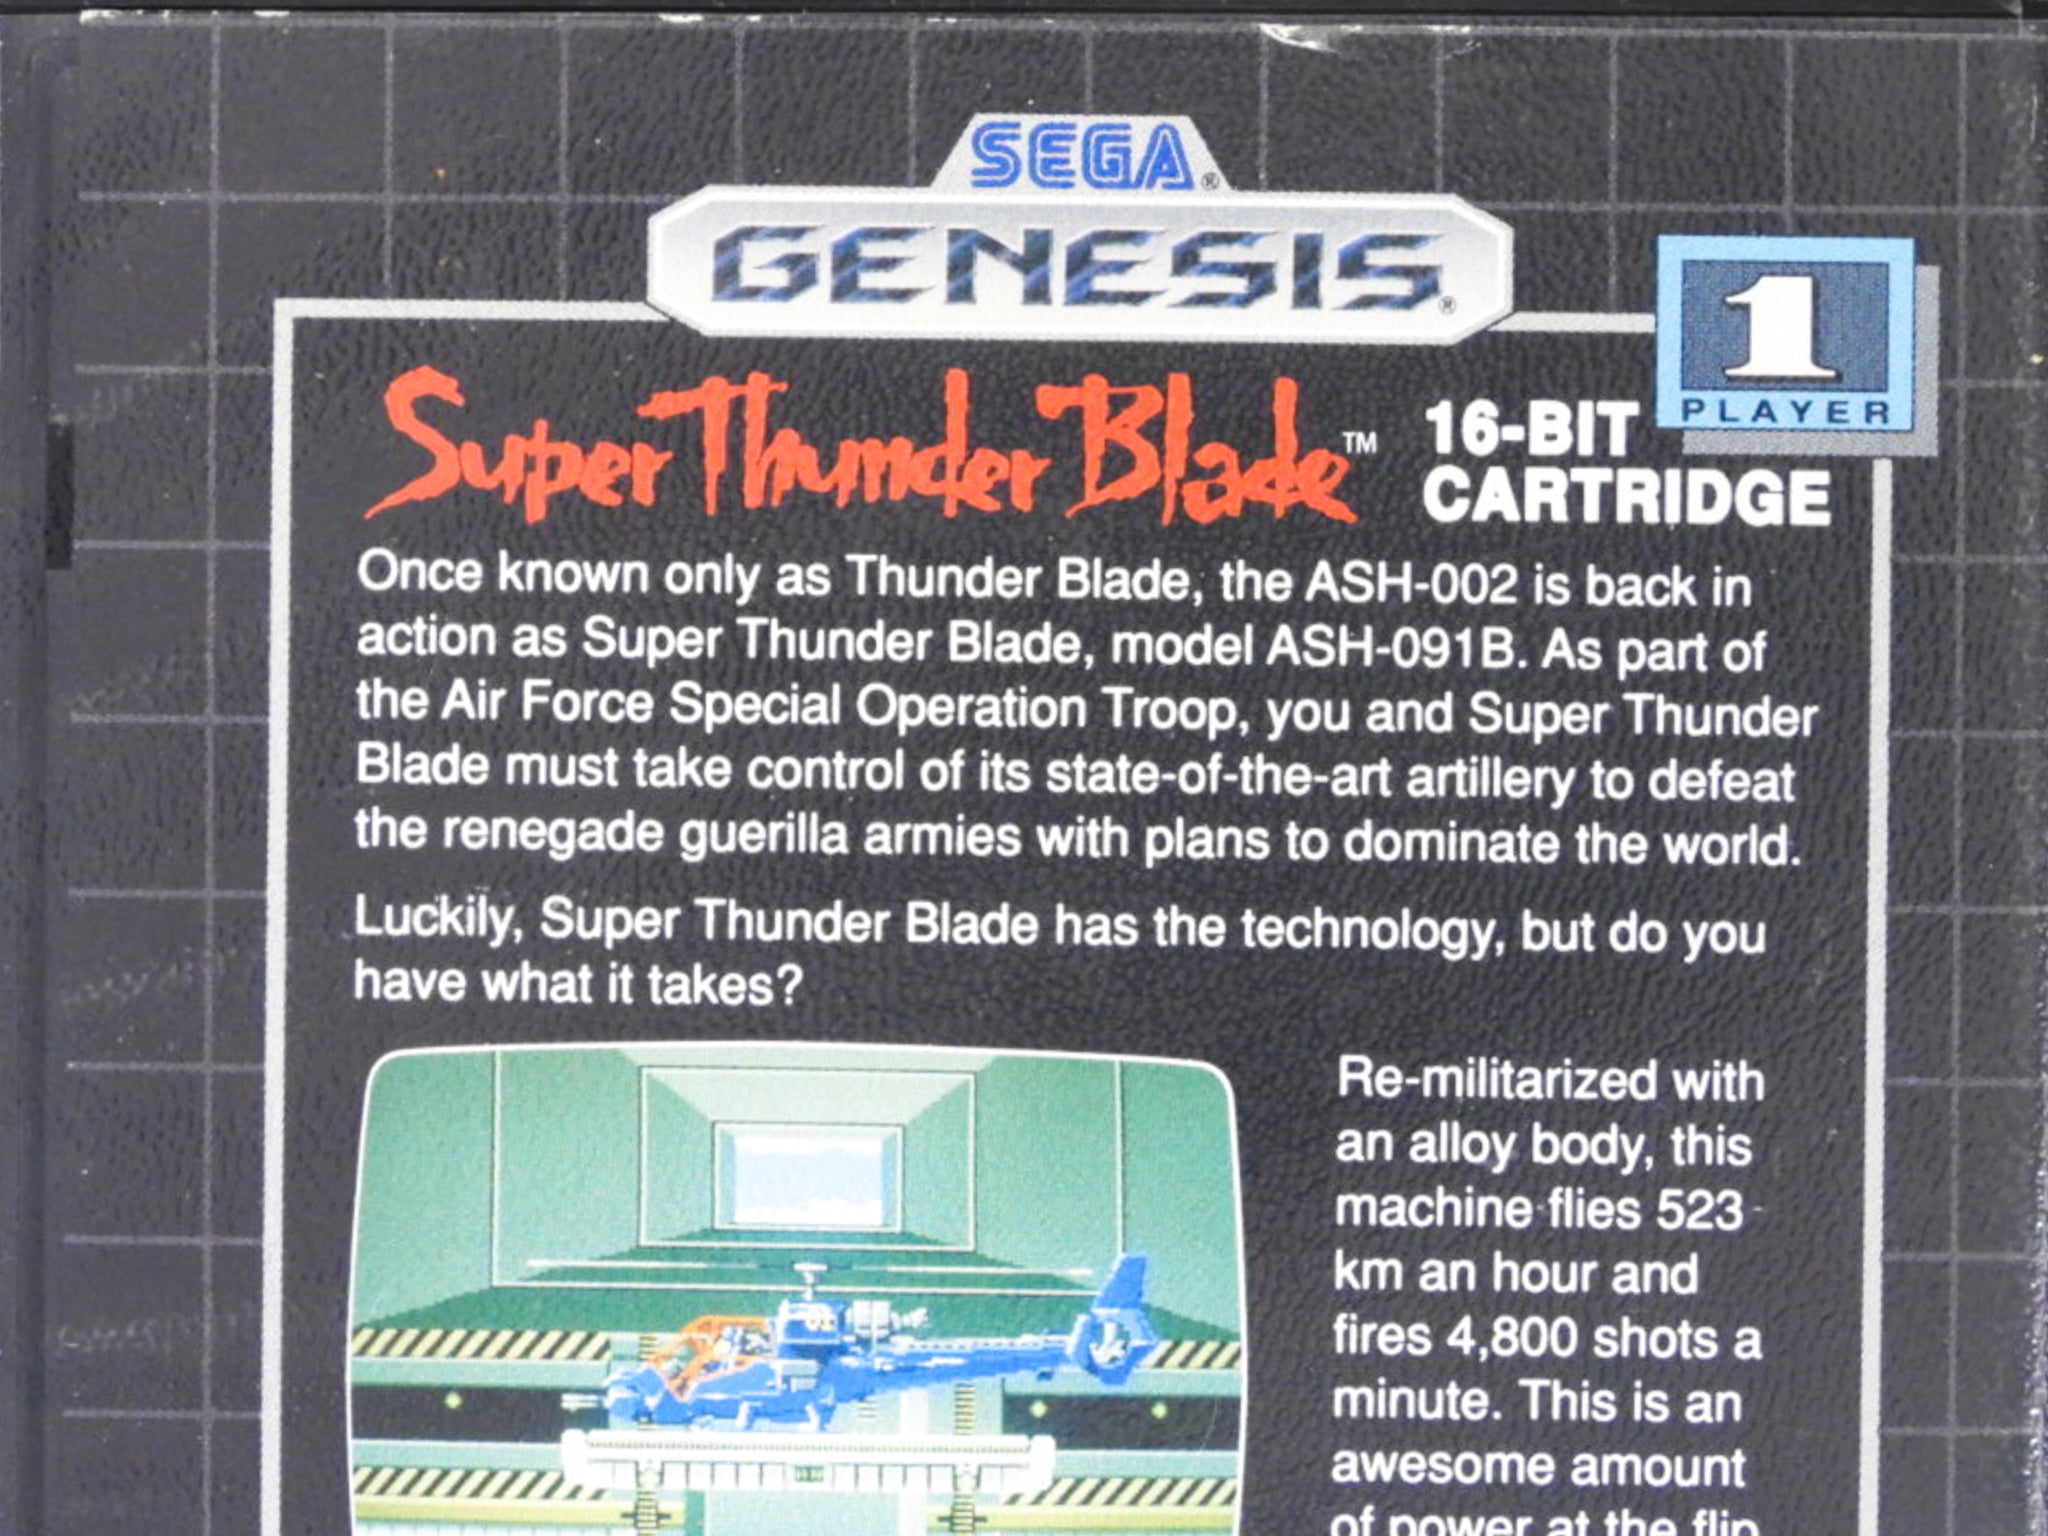 SEGA®
GENESIS®
1
PLAYER
Super Thunder Blade™
16-BIT
CARTRIDGE
Once known only as Thunder Blade, the ASH-002 is back in
action as Super Thunder Blade, model ASH-091B. As part of
the Air Force Special Operation Troop, you and Super Thunder
Blade must take control of its state-of-the-art artillery to defeat
the renegade guerilla armies with plans to dominate the world.
Luckily, Super Thunder Blade has the technology, but do you
have what it takes?
Re-militarized with
an alloy body, this
machine flies 523
km an hour and
fires 4,800 shots a
minute. This is an
awesome amount
of power at the flip